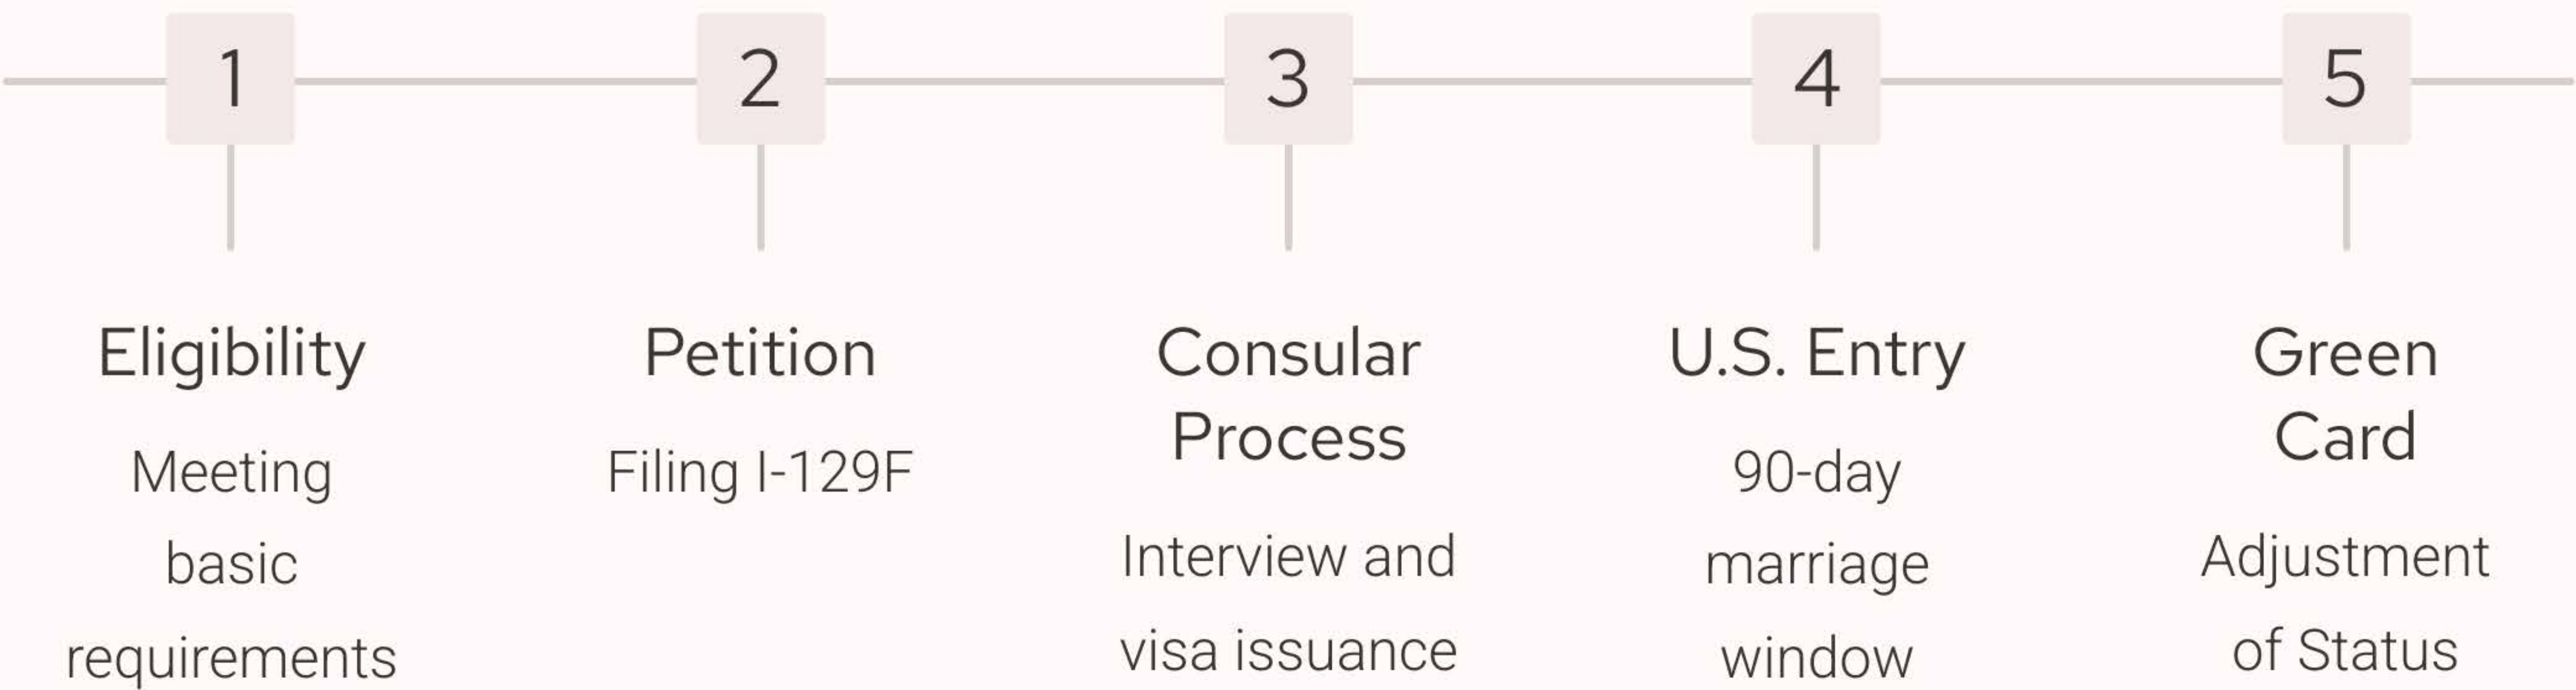 1
2
3
4
5
Eligibility
Meeting
basic
requirements
Petition
Filing I-129F
Consular
Process
Interview and
visa issuance
U.S. Entry
90-day
marriage
window
Green
Card
Adjustment
of Status